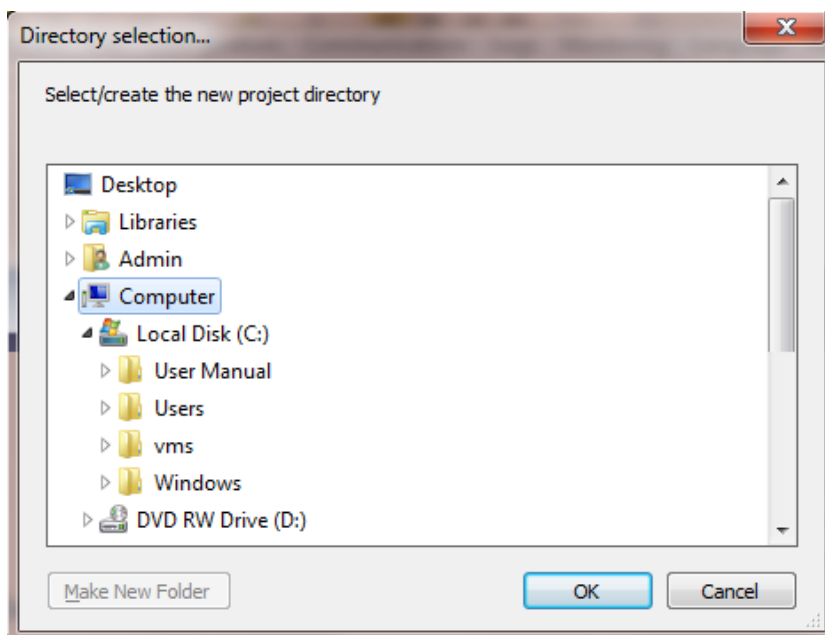 Directory selection...
Select/create the new project directory
Desktop
Libraries
Admin
Computer
Local Disk (C:)
User Manual
Users
vms
Windows
DVD RW Drive (D:)
Make New Folder
OK
Cancel